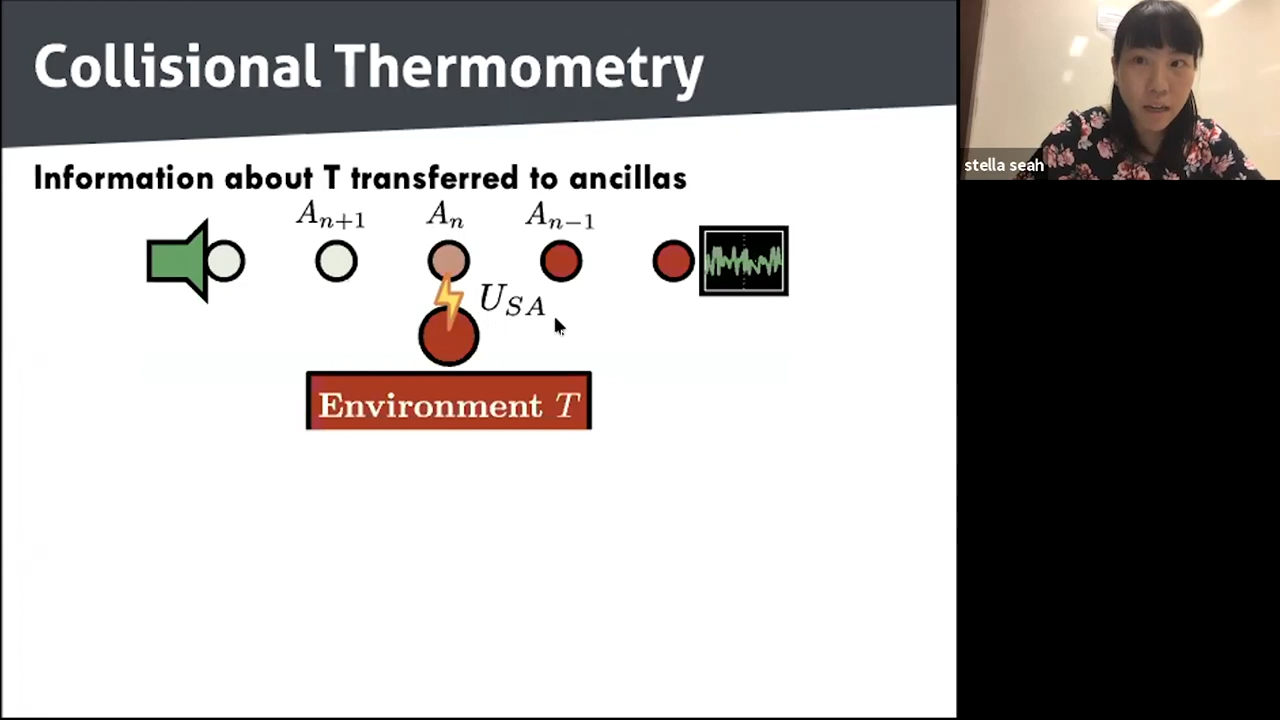 Collisional Thermometry
stella seah
Information about T transferred to ancillas
A_{n+1} A_n A_{n-1}
U_{SA}
Environment T